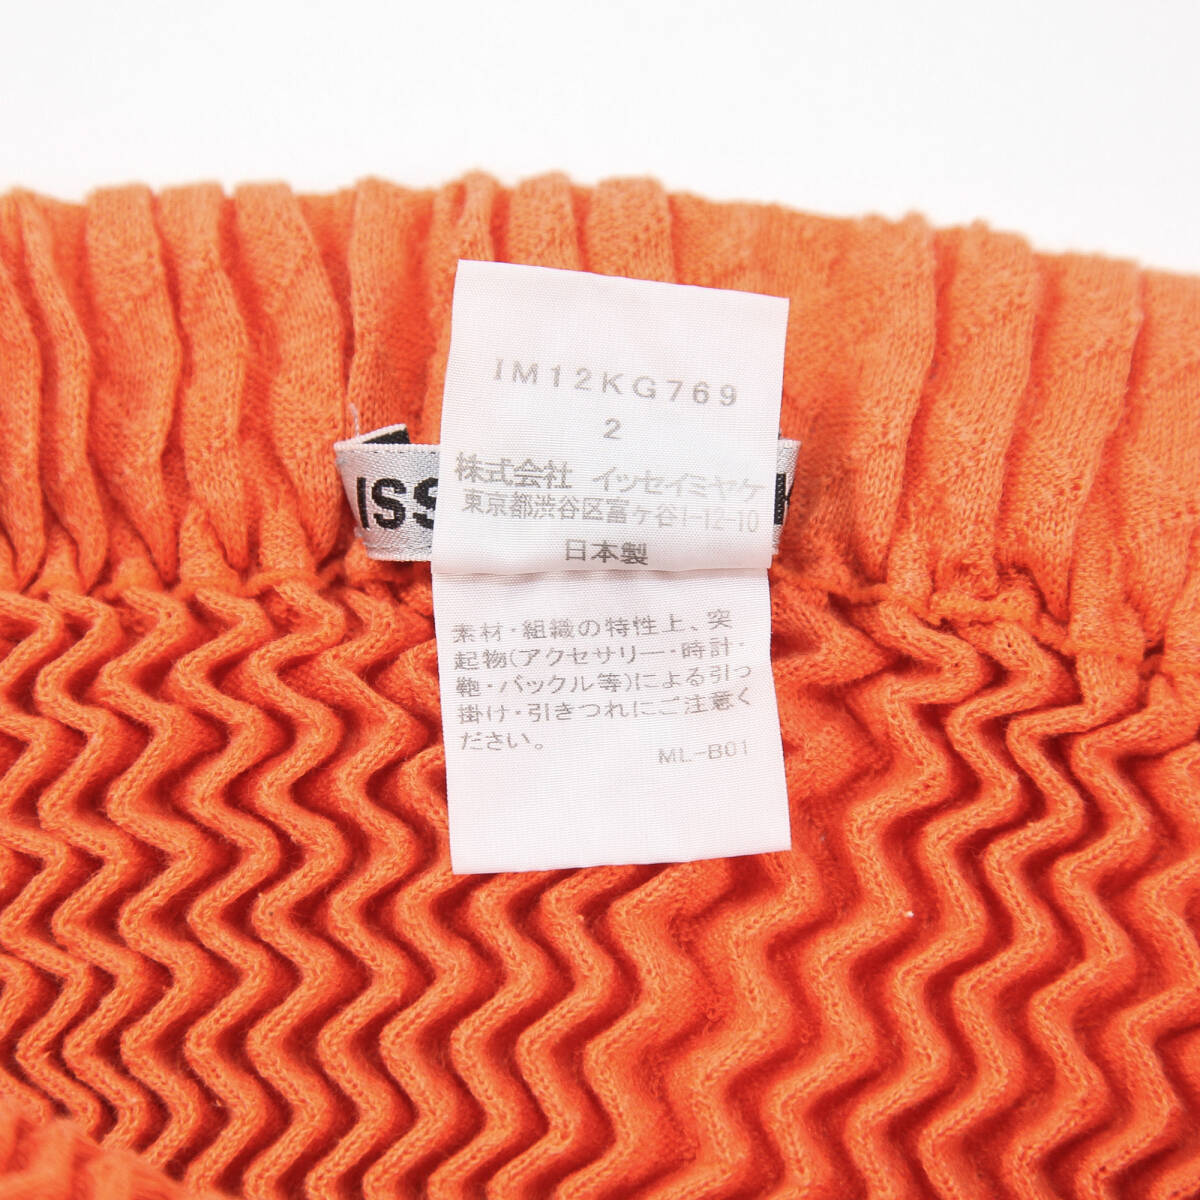 IM12KG769
2
ISS K
株式会社 イッセイミヤケ
東京都渋谷区富ヶ谷1-12-10
日本製
素材・組織の特性上、突
起物(アクセサリー・時計・
鞄・バックル等)による引っ
掛け・引きつれにご注意く
ださい。
ML-B01